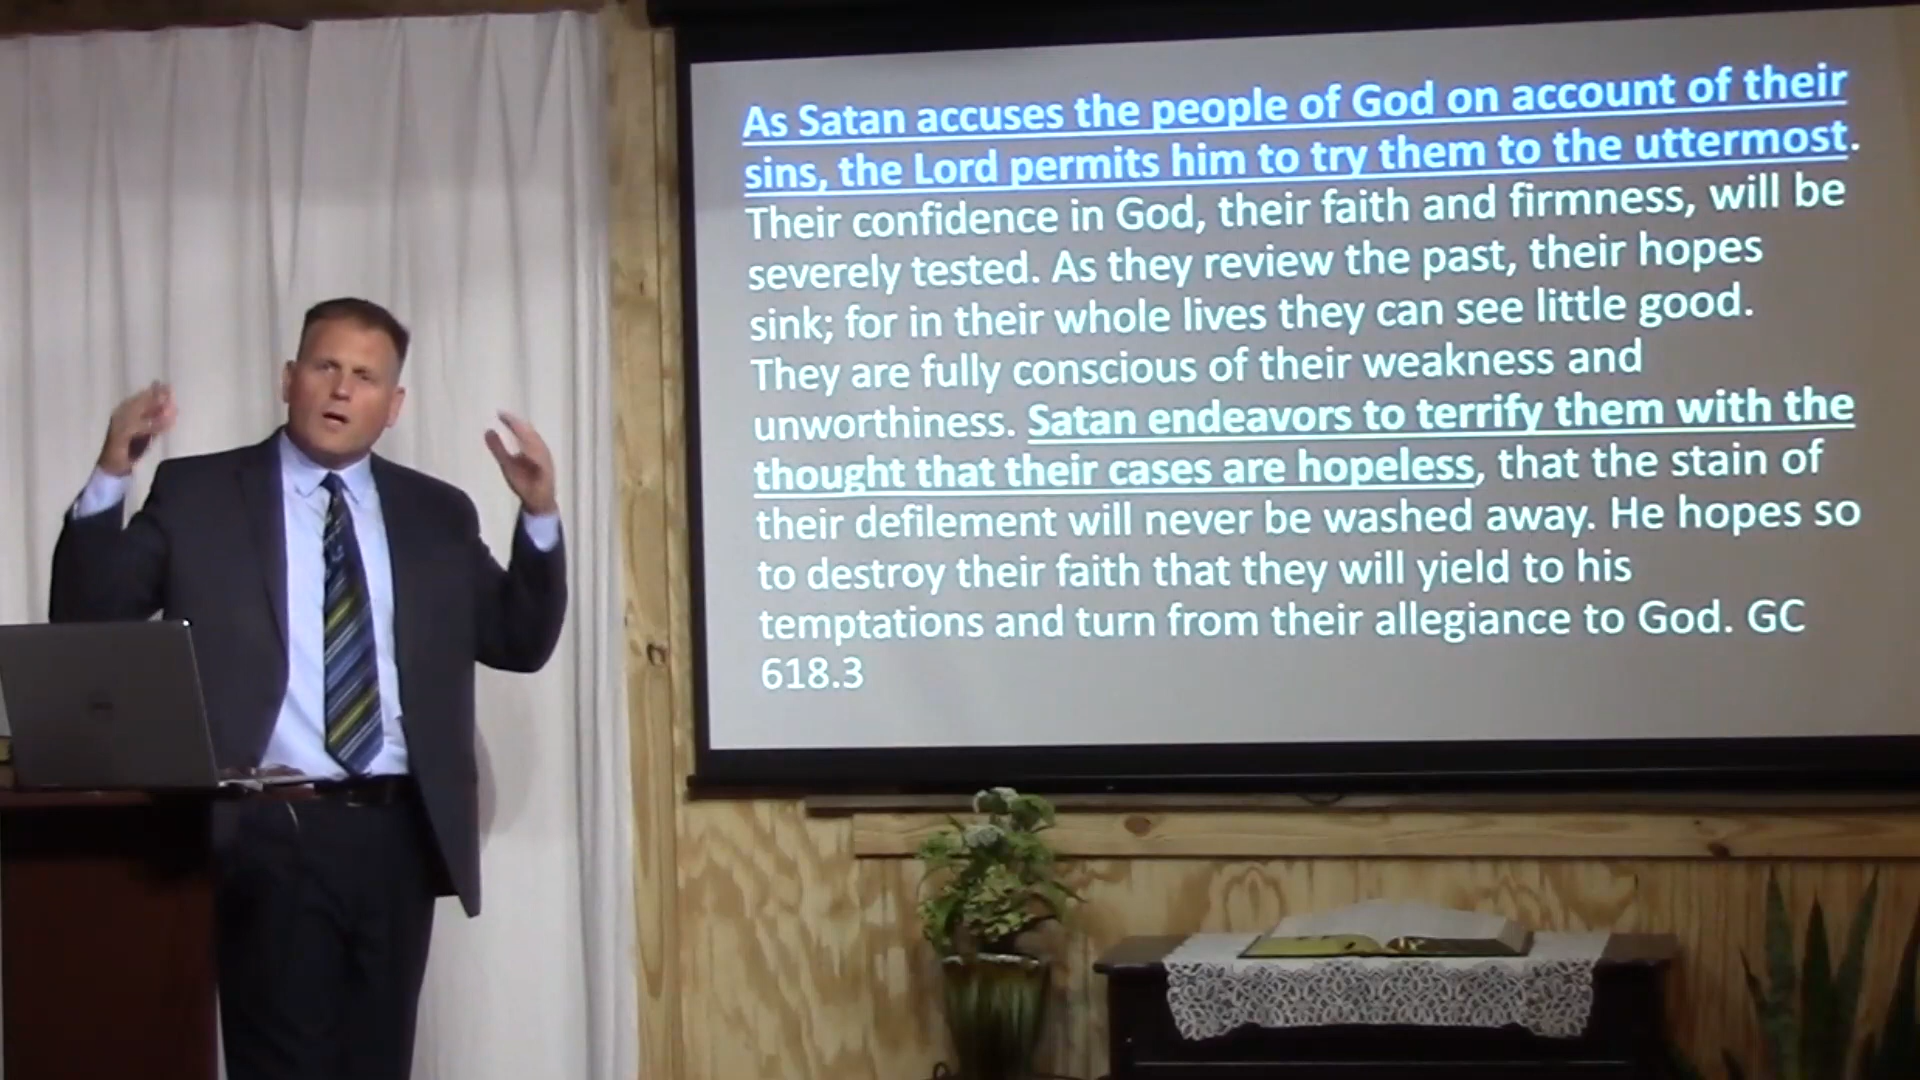 As Satan accuses the people of God on account of their
sins, the Lord permits him to try them to the uttermost.
Their confidence in God, their faith and firmness, will be
severely tested. As they review the past, their hopes
sink; for in their whole lives they can see little good.
They are fully conscious of their weakness and
unworthiness. Satan endeavors to terrify them with the
thought that their cases are hopeless, that the stain of
their defilement will never be washed away. He hopes so
to destroy their faith that they will yield to his
temptations and turn from their allegiance to God. GC
618.3